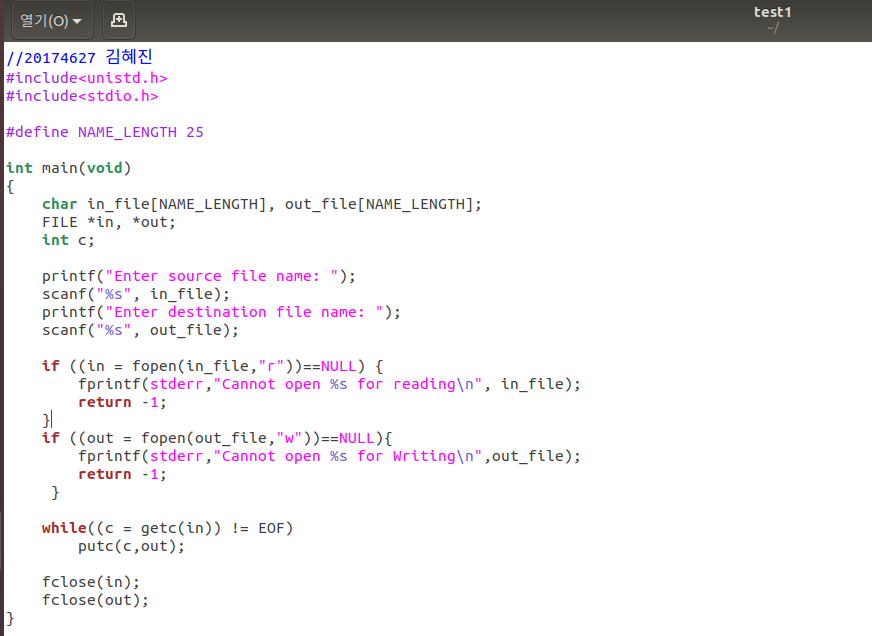 열기(O)
test1
~/
//20174627 김혜진
#include<unistd.h>
#include<stdio.h>
#define NAME_LENGTH 25
int main(void)
{
    char in_file[NAME_LENGTH], out_file[NAME_LENGTH];
    FILE *in, *out;
    int c;
    printf("Enter source file name: ");
    scanf("%s", in_file);
    printf("Enter destination file name: ");
    scanf("%s", out_file);
    if ((in = fopen(in_file,"r"))==NULL) {
        fprintf(stderr,"Cannot open %s for reading\n", in_file);
        return -1;
    }
    if ((out = fopen(out_file,"w"))==NULL){
        fprintf(stderr,"Cannot open %s for Writing\n",out_file);
        return -1;
     }
    while((c = getc(in)) != EOF)
        putc(c,out);
    fclose(in);
    fclose(out);
}